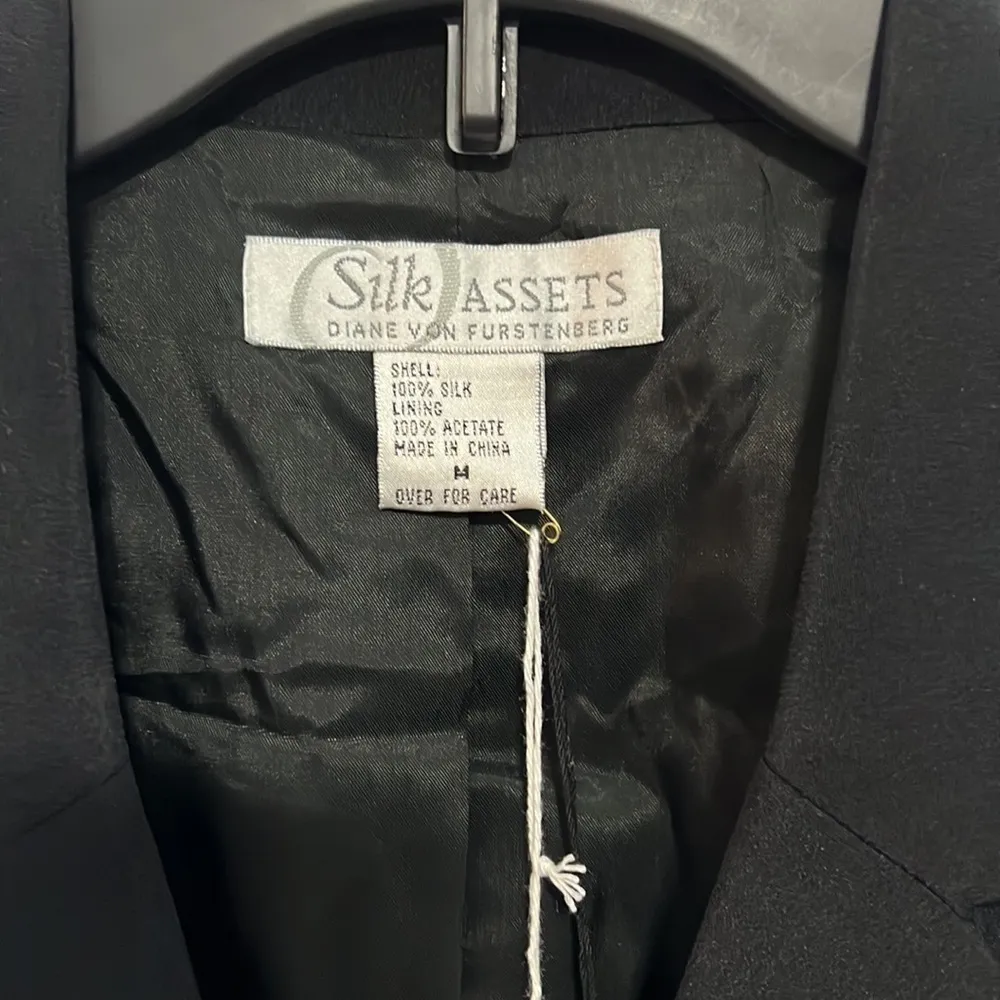 Silk ASSETS
DIANE VON FURSTENBERG
SHELL:
100% SILK
LINING
100% ACETATE
MADE IN CHINA
M
OVER FOR CARE